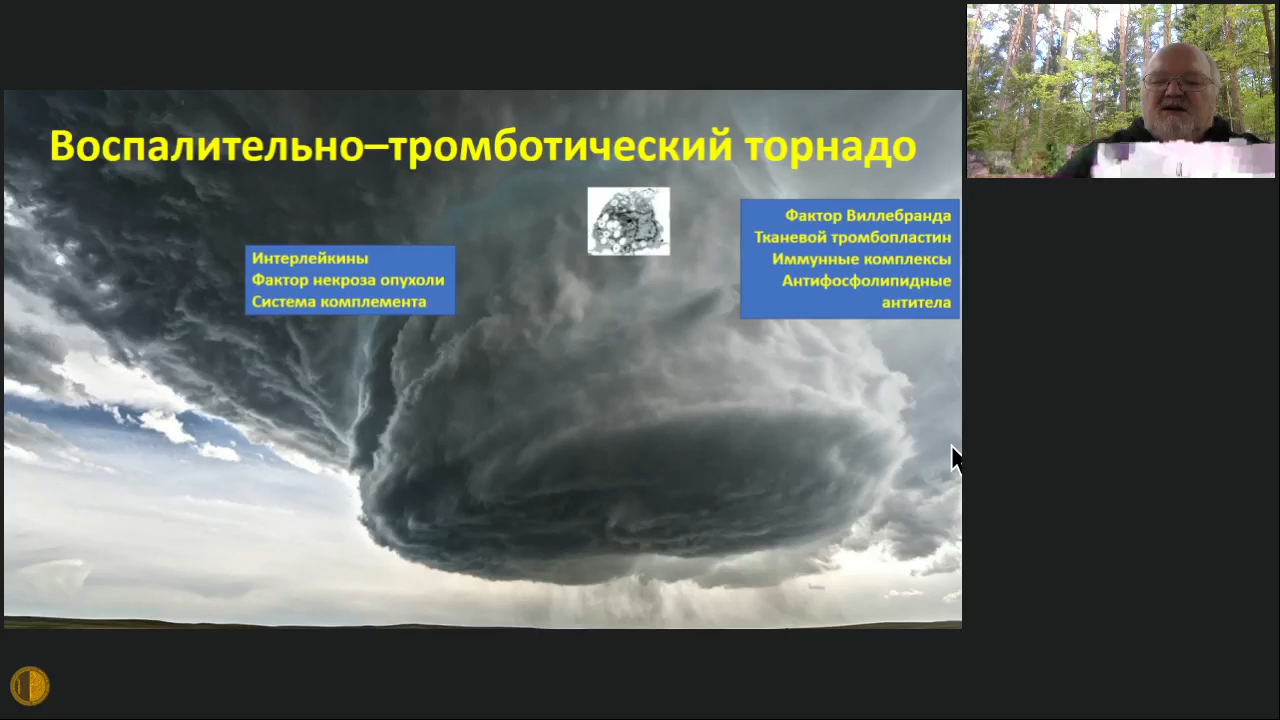 Воспалительно–тромботический торнадо
Интерлейкины
Фактор некроза опухоли
Система комплемента
Фактор Виллебранда
Тканевой тромбопластин
Иммунные комплексы
Антифосфолипидные
антитела